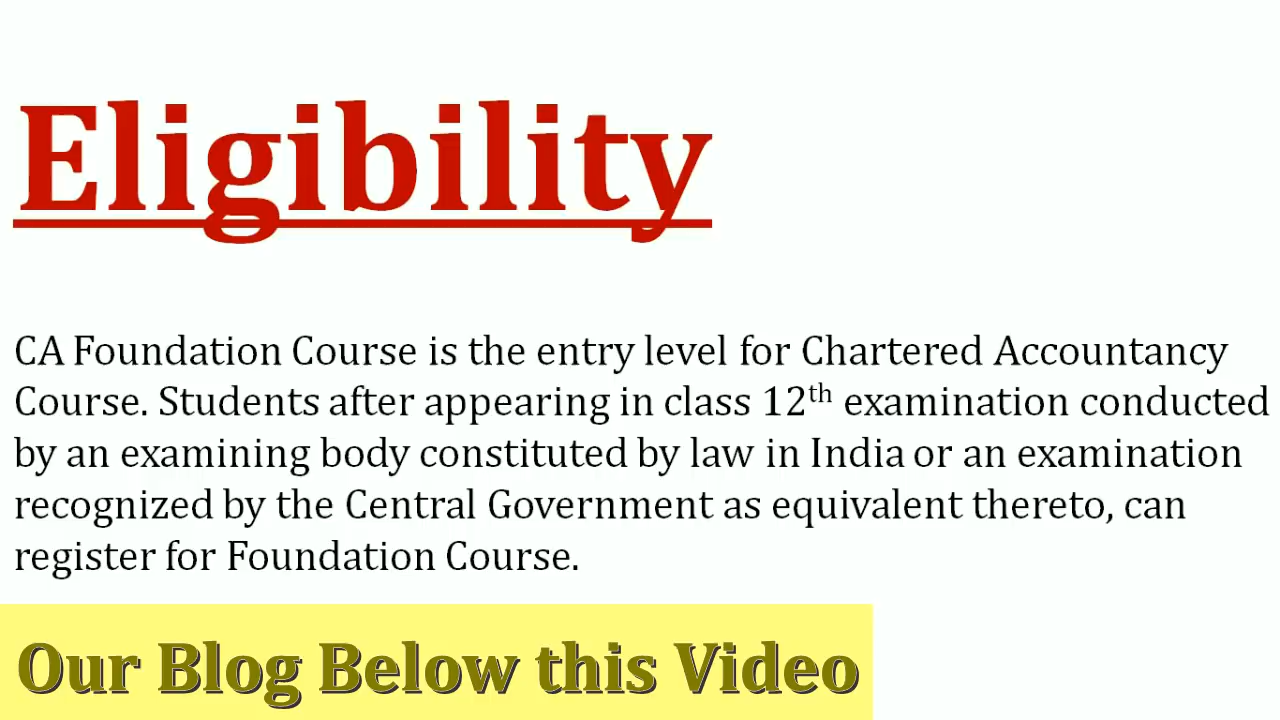 Eligibility
CA Foundation Course is the entry level for Chartered Accountancy
Course. Students after appearing in class 12th examination conducted
by an examining body constituted by law in India or an examination
recognized by the Central Government as equivalent thereto, can
register for Foundation Course.
Our Blog Below this Video